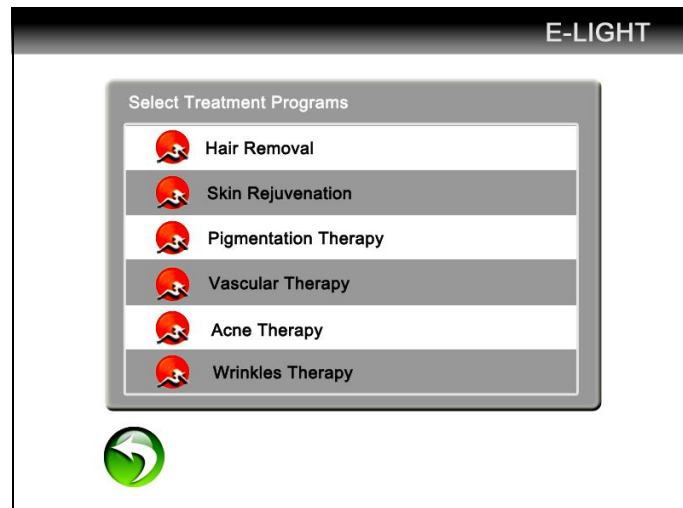 E-LIGHT
Select Treatment Programs
Hair Removal
Skin Rejuvenation
Pigmentation Therapy
Vascular Therapy
Acne Therapy
Wrinkles Therapy